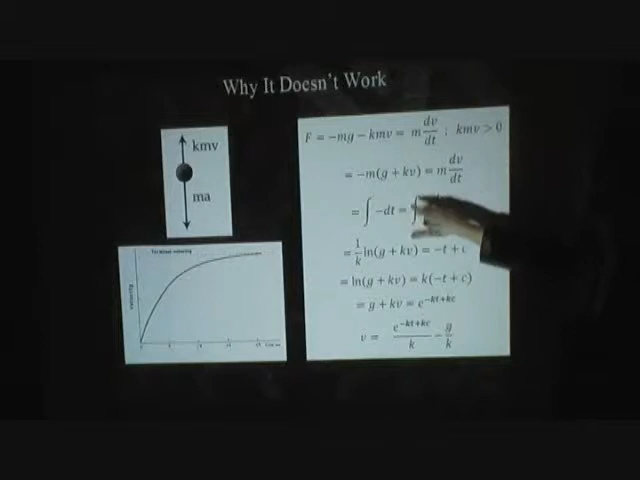 Why It Doesn't Work
kmv
ma
Terminal velocity
velocity
F = −mg − kmv = m dv/dt ; kmv > 0
= −m(g + kv) = m dv/dt
= ∫ −dt = ∫
= 1/k ln(g + kv) = −t + c
= ln(g + kv) = k(−t + c)
= g + kv = e^(−kt+kc)
v = e^(−kt+kc)/k − g/k